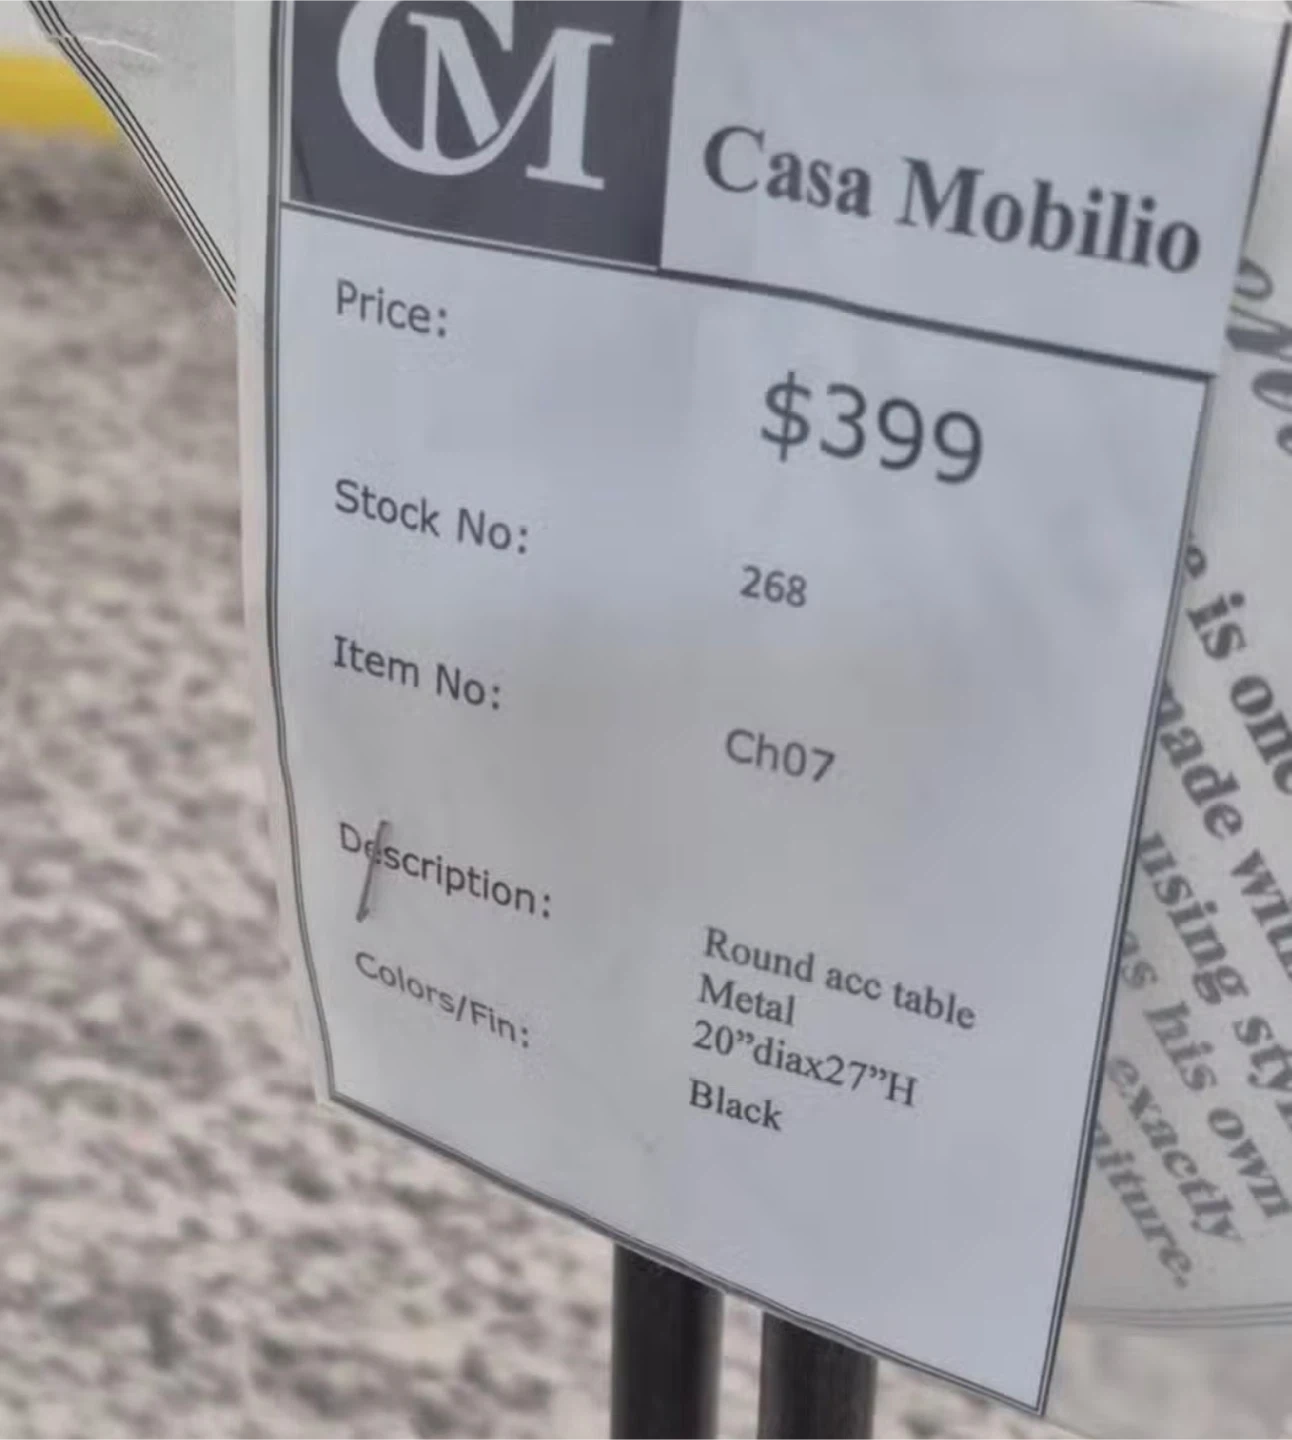 CM
Casa Mobilio
Price:
$399
Stock No:
268
Item No:
Ch07
Description:
Round acc table
Metal
20”diax27”H
Colors/Fin:
Black
is one
made with
using
as his own
exactly